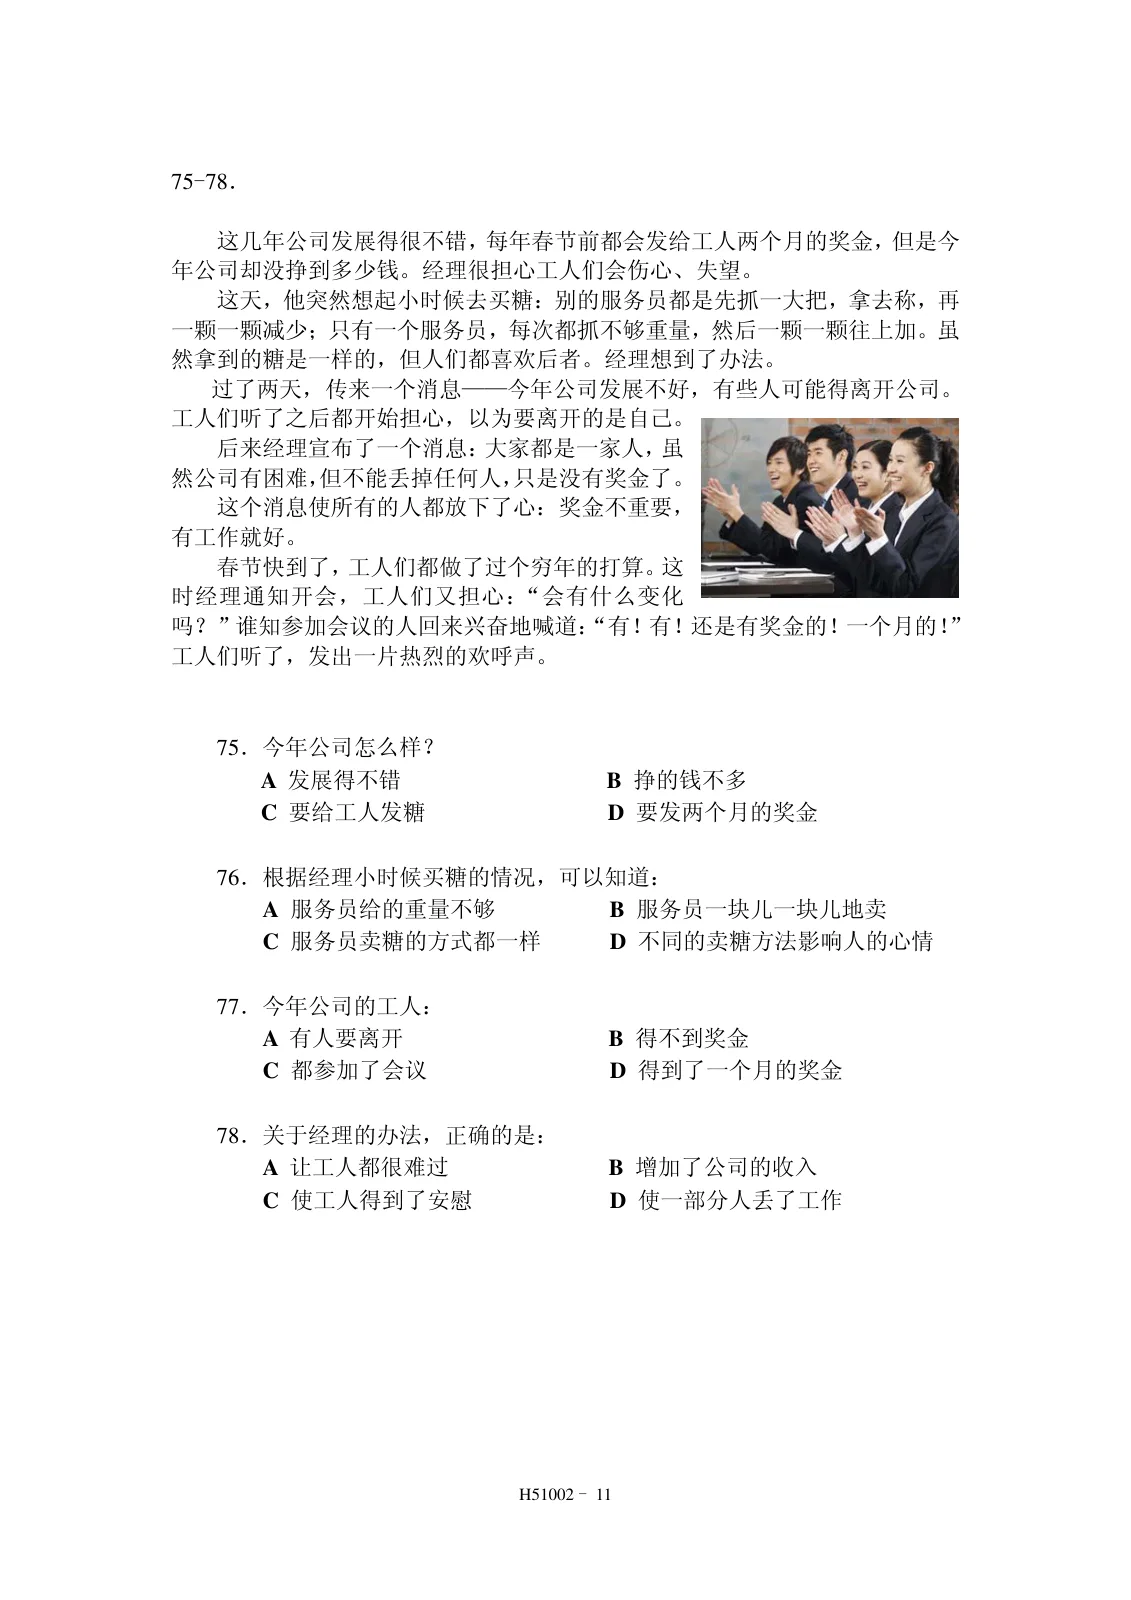 75-78．
这几年公司发展得很不错，每年春节前都会发给工人两个月的奖金，但是今
年公司却没挣到多少钱。经理很担心工人们会伤心、失望。
这天，他突然想起小时候去买糖：别的服务员都是先抓一大把，拿去称，再
一颗一颗减少；只有一个服务员，每次都抓不够重量，然后一颗一颗往上加。虽
然拿到的糖是一样的，但人们都喜欢后者。经理想到了办法。
过了两天，传来一个消息——今年公司发展不好，有些人可能得离开公司。
工人们听了之后都开始担心，以为要离开的是自己。
后来经理宣布了一个消息：大家都是一家人，虽
然公司有困难，但不能丢掉任何人，只是没有奖金了。
这个消息使所有的人都放下了心：奖金不重要，
有工作就好。
春节快到了，工人们都做了过个穷年的打算。这
时经理通知开会，工人们又担心：“会有什么变化
吗？”谁知参加会议的人回来兴奋地喊道：“有！有！还是有奖金的！一个月的！”
工人们听了，发出一片热烈的欢呼声。
75．今年公司怎么样？
A 发展得不错 B 挣的钱不多
C 要给工人发糖 D 要发两个月的奖金
76．根据经理小时候买糖的情况，可以知道：
A 服务员给的重量不够 B 服务员一块儿一块儿地卖
C 服务员卖糖的方式都一样 D 不同的卖糖方法影响人的心情
77．今年公司的工人：
A 有人要离开 B 得不到奖金
C 都参加了会议 D 得到了一个月的奖金
78．关于经理的办法，正确的是：
A 让工人都很难过 B 增加了公司的收入
C 使工人得到了安慰 D 使一部分人丢了工作
H51002 - 11